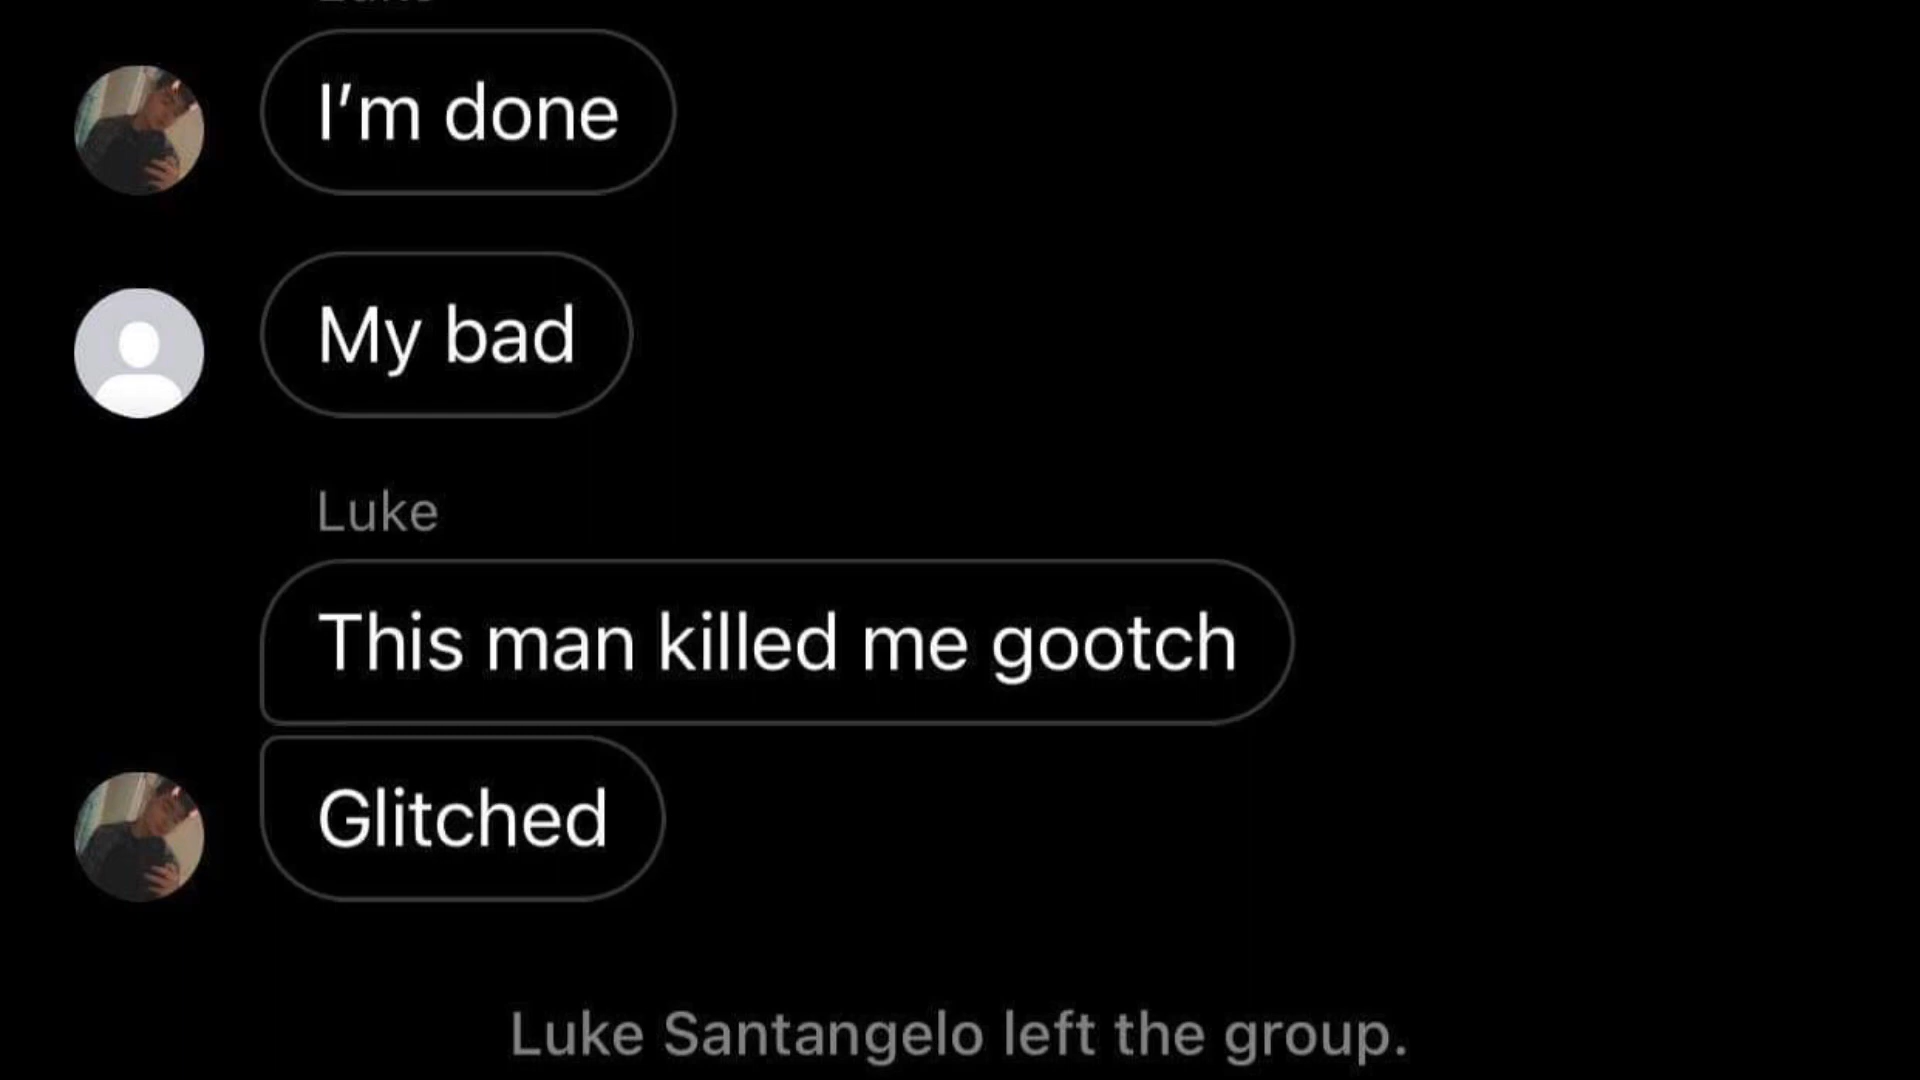 I’m done
My bad
Luke
This man killed me gootch
Glitched
Luke Santangelo left the group.